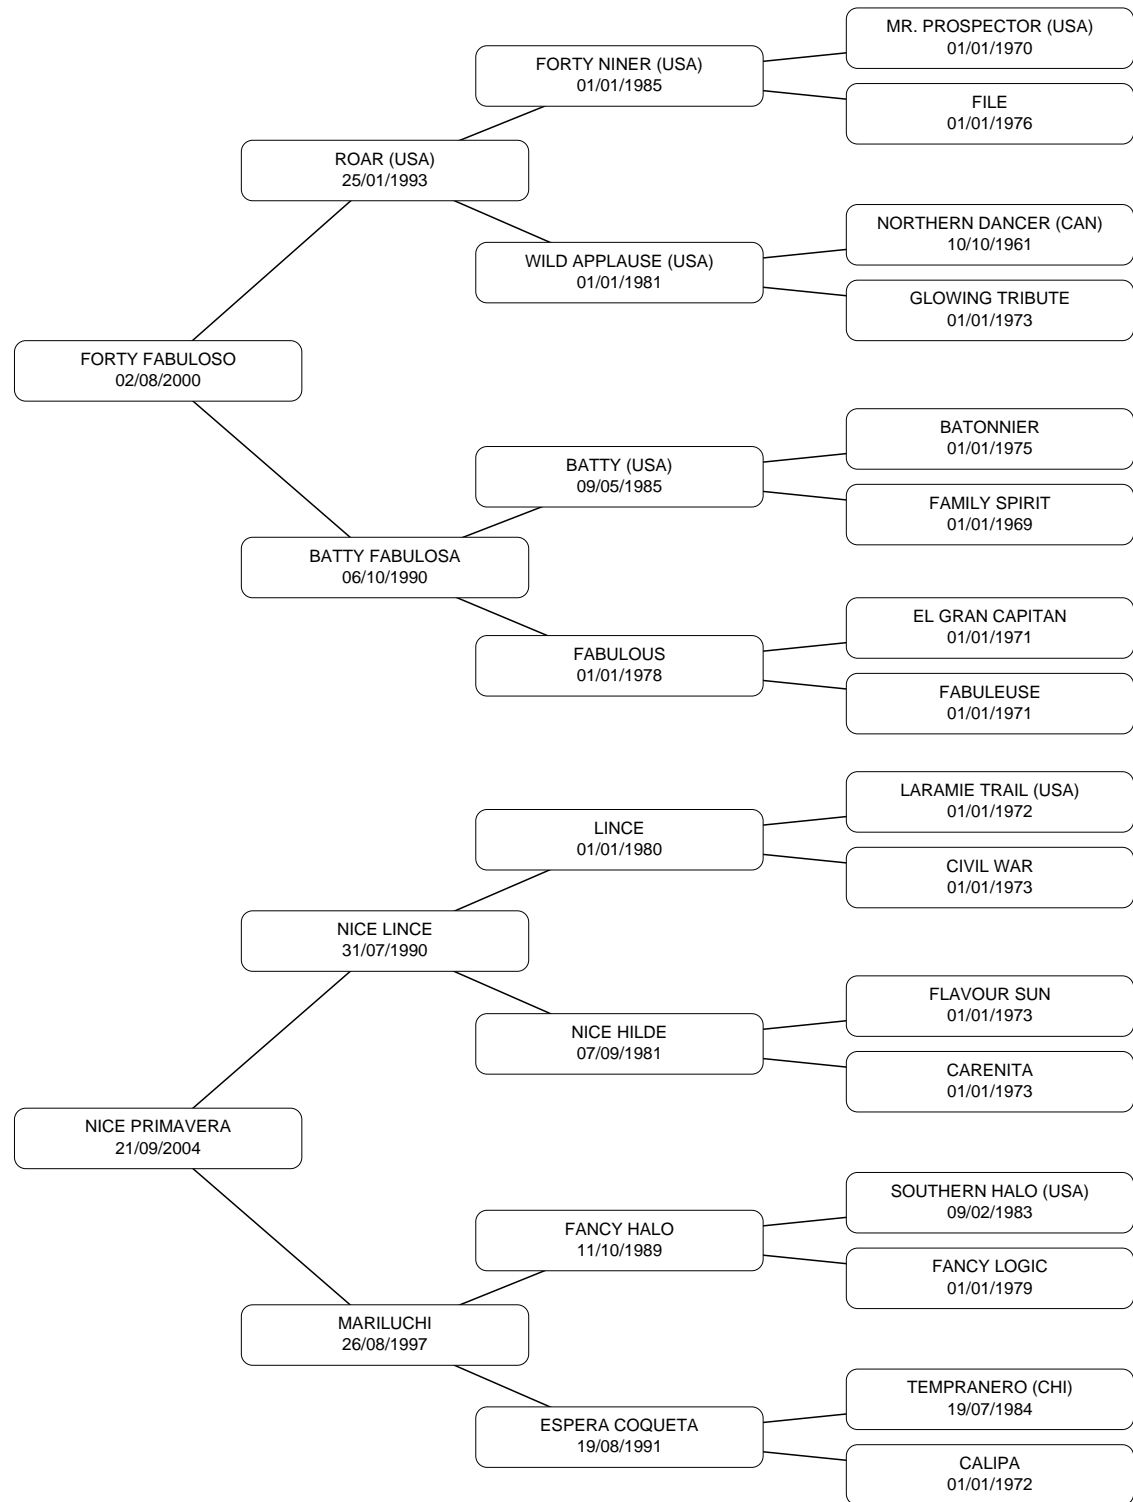 MR. PROSPECTOR (USA)
01/01/1970
FORTY NINER (USA)
01/01/1985
FILE
01/01/1976
ROAR (USA)
25/01/1993
NORTHERN DANCER (CAN)
10/10/1961
WILD APPLAUSE (USA)
01/01/1981
GLOWING TRIBUTE
01/01/1973
FORTY FABULOSO
02/08/2000
BATONNIER
01/01/1975
BATTY (USA)
09/05/1985
FAMILY SPIRIT
01/01/1969
BATTY FABULOSA
06/10/1990
EL GRAN CAPITAN
01/01/1971
FABULOUS
01/01/1978
FABULEUSE
01/01/1971
LARAMIE TRAIL (USA)
01/01/1972
LINCE
01/01/1980
CIVIL WAR
01/01/1973
NICE LINCE
31/07/1990
FLAVOUR SUN
01/01/1973
NICE HILDE
07/09/1981
CARENITA
01/01/1973
NICE PRIMAVERA
21/09/2004
SOUTHERN HALO (USA)
09/02/1983
FANCY HALO
11/10/1989
FANCY LOGIC
01/01/1979
MARILUCHI
26/08/1997
TEMPRANERO (CHI)
19/07/1984
ESPERA COQUETA
19/08/1991
CALIPA
01/01/1972